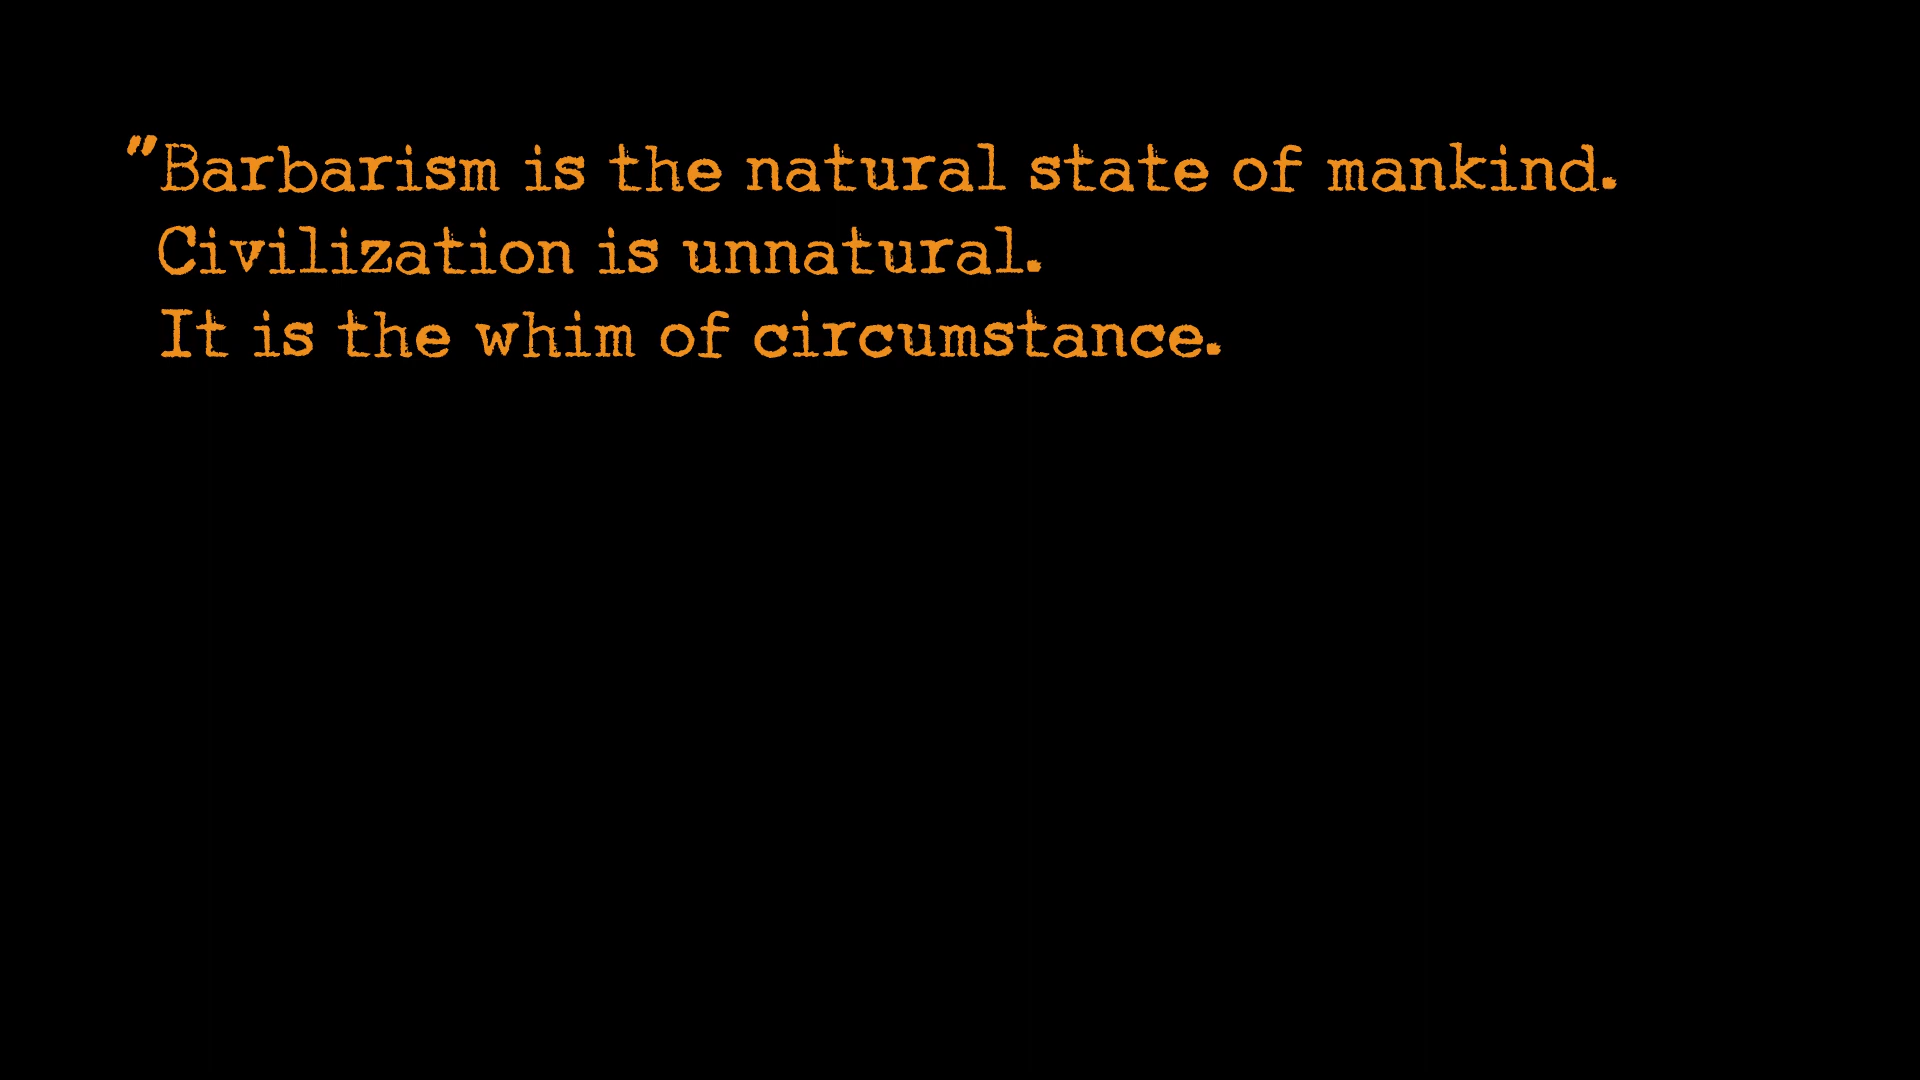 "Barbarism is the natural state of mankind.
Civilization is unnatural.
It is the whim of circumstance.